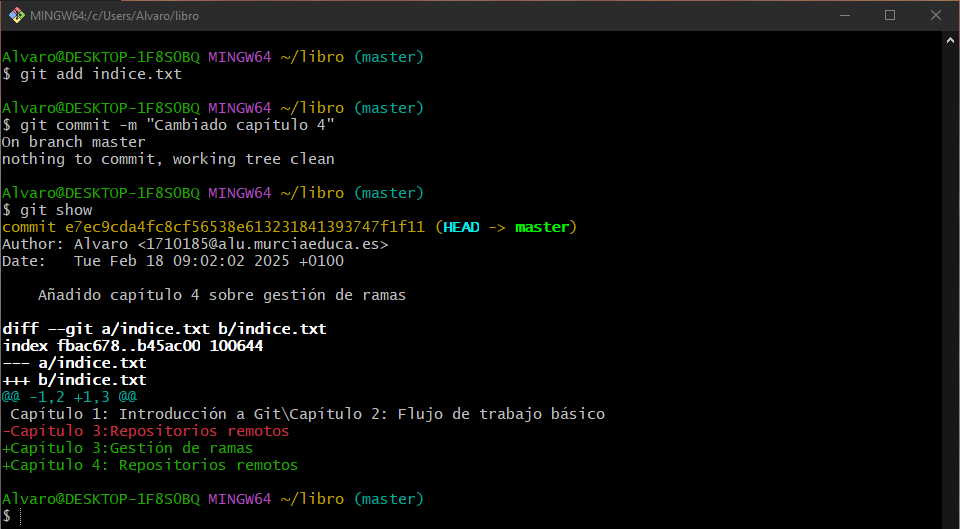 MINGW64:/c/Users/Alvaro/libro
Alvaro@DESKTOP-1F8S0BQ MINGW64 ~/libro (master)
$ git add indice.txt
Alvaro@DESKTOP-1F8S0BQ MINGW64 ~/libro (master)
$ git commit -m "Cambiado capítulo 4"
On branch master
nothing to commit, working tree clean
Alvaro@DESKTOP-1F8S0BQ MINGW64 ~/libro (master)
$ git show
commit e7ec9cda4fc8cf56538e613231841393747f1f11 (HEAD -> master)
Author: Alvaro <1710185@alu.murciaeduca.es>
Date:   Tue Feb 18 09:02:02 2025 +0100
    Añadido capítulo 4 sobre gestión de ramas
diff --git a/indice.txt b/indice.txt
index fbac678..b45ac00 100644
--- a/indice.txt
+++ b/indice.txt
@@ -1,2 +1,3 @@
 Capítulo 1: Introducción a Git\Capítulo 2: Flujo de trabajo básico
-Capítulo 3:Repositorios remotos
+Capítulo 3:Gestión de ramas
+Capítulo 4: Repositorios remotos
Alvaro@DESKTOP-1F8S0BQ MINGW64 ~/libro (master)
$